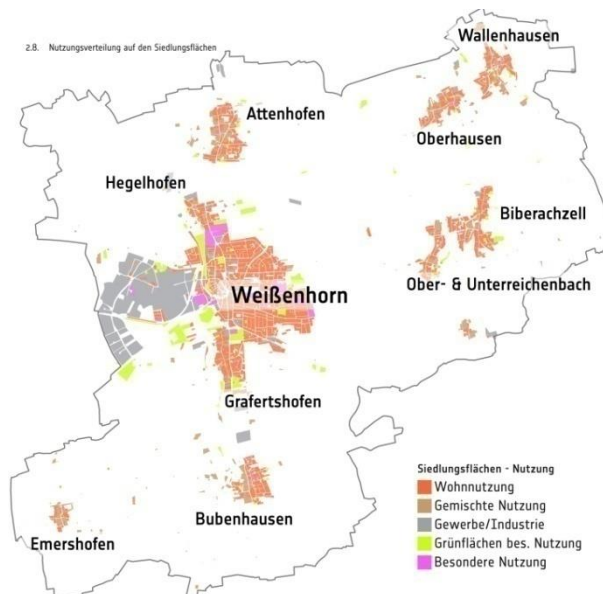 2.8. Nutzungsverteilung auf den Siedlungsflächen
Wallenhausen
Attenhofen
Oberhausen
Hegelhofen
Biberachzell
Ober- & Unterreichenbach
Weißenhorn
Grafertshofen
Bubenhausen
Emershofen
Siedlungsflächen - Nutzung
Wohnnutzung
Gemischte Nutzung
Gewerbe/Industrie
Grünflächen bes. Nutzung
Besondere Nutzung